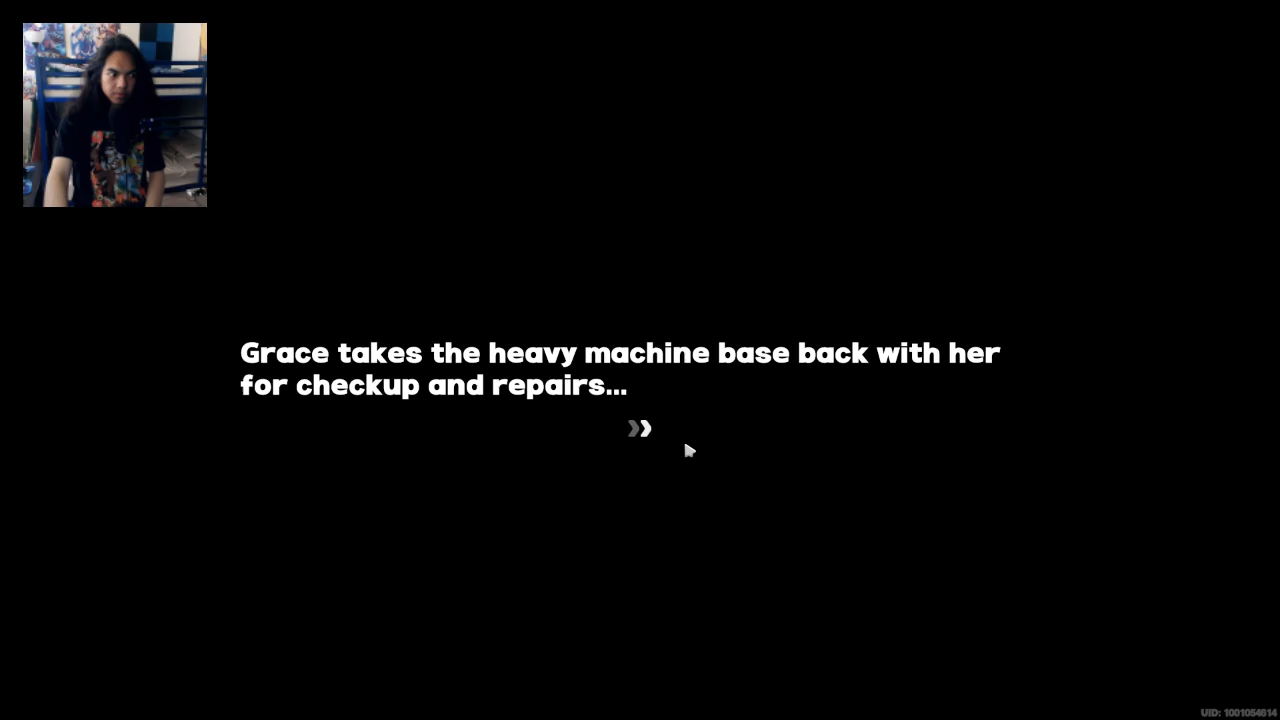 Grace takes the heavy machine base back with her
for checkup and repairs...
UID: 1001054614